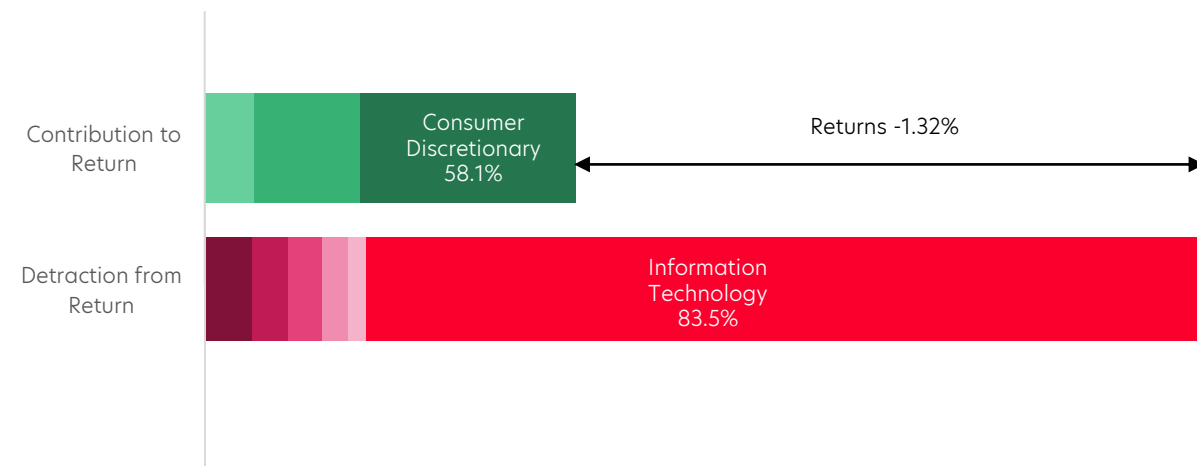 Contribution to
Return
Consumer
Discretionary
58.1%
Returns -1.32%
Detraction from
Return
Information
Technology
83.5%